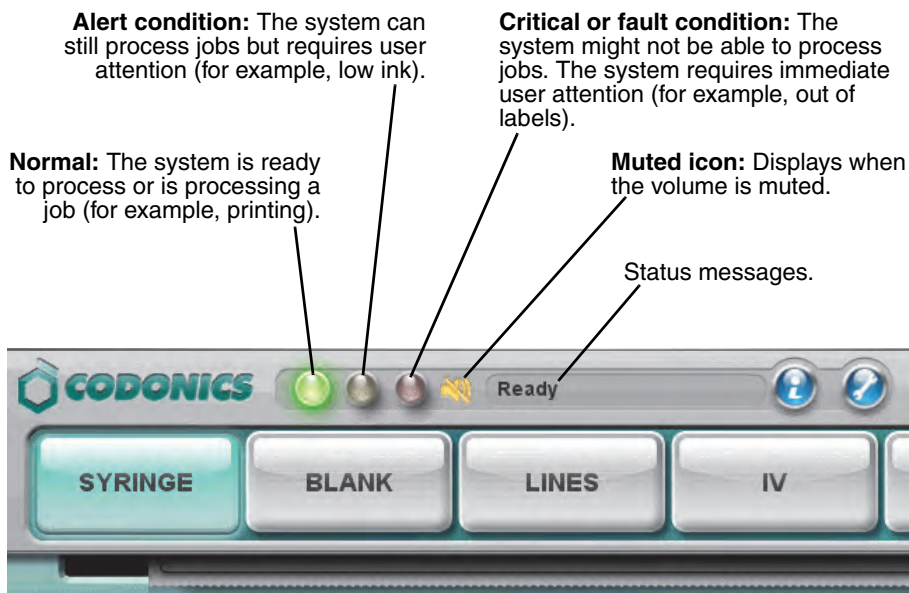 Alert condition: The system can
still process jobs but requires user
attention (for example, low ink).
Critical or fault condition: The
system might not be able to process
jobs. The system requires immediate
user attention (for example, out of
labels).
Normal: The system is ready
to process or is processing a
job (for example, printing).
Muted icon: Displays when
the volume is muted.
Status messages.
CODONICS
Ready
i
SYRINGE
BLANK
LINES
IV